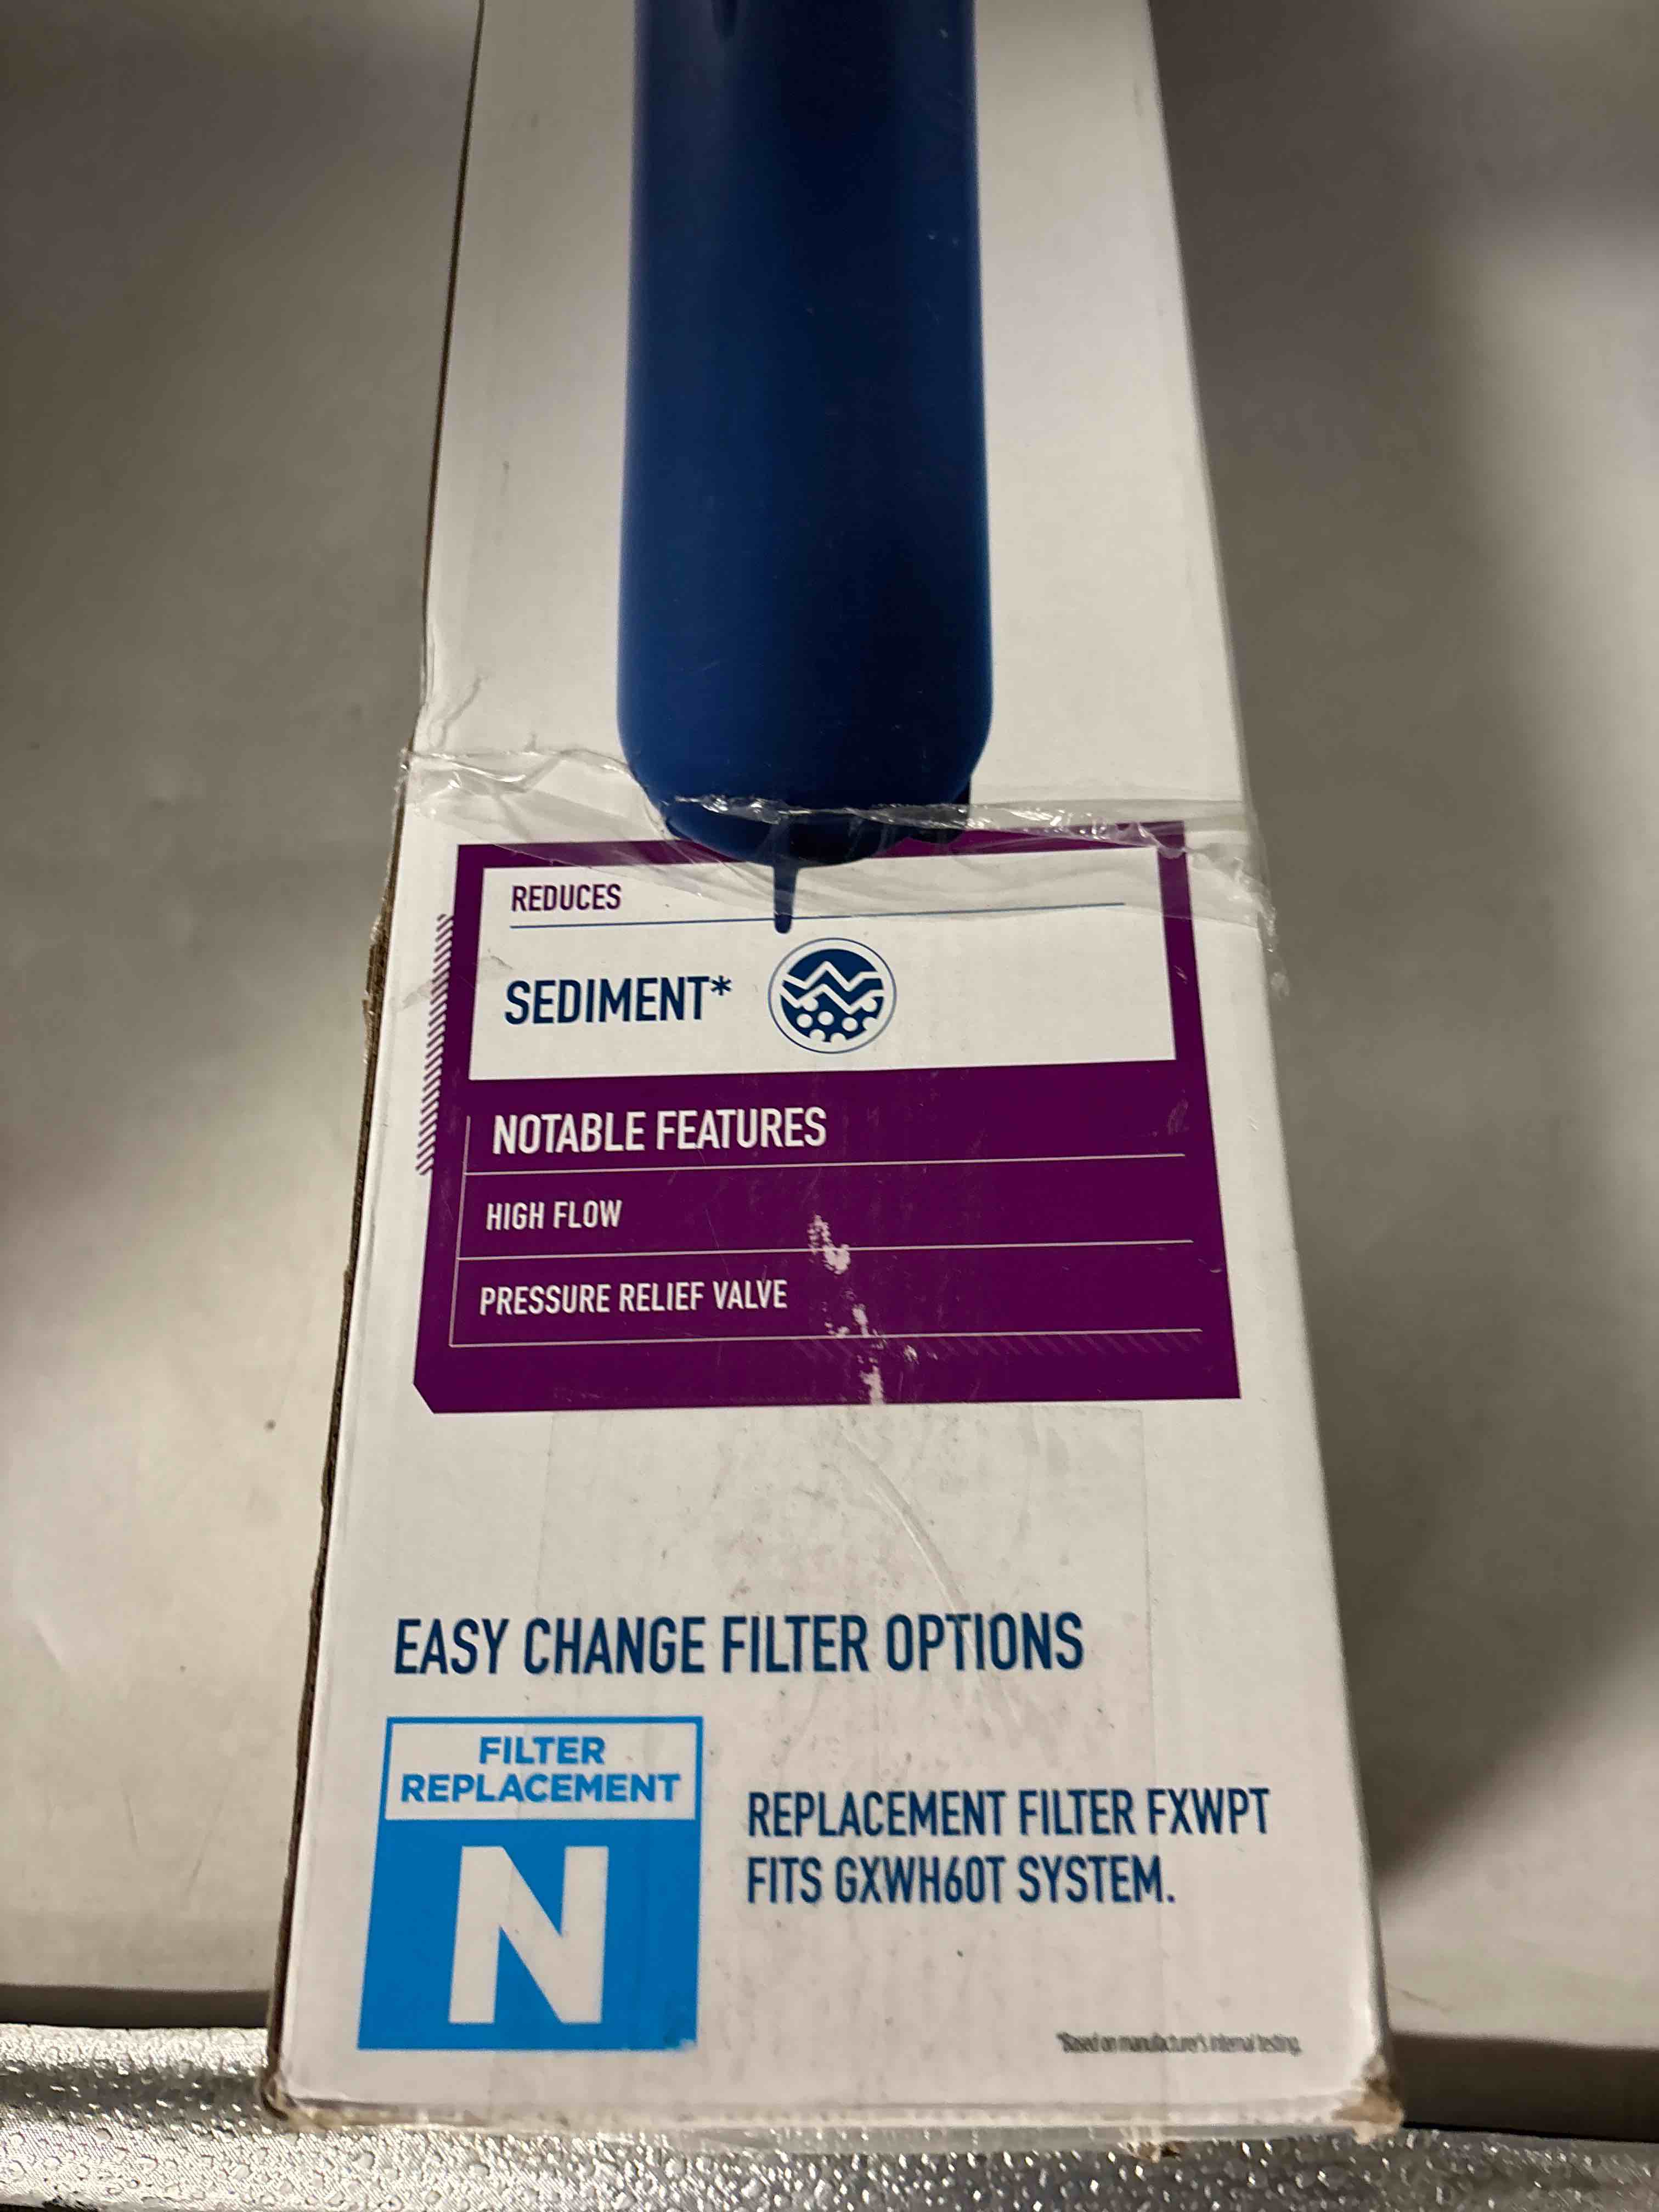 REDUCES
SEDIMENT*
NOTABLE FEATURES
HIGH FLOW
PRESSURE RELIEF VALVE
EASY CHANGE FILTER OPTIONS
FILTER
REPLACEMENT
N
REPLACEMENT FILTER FXWPT
FITS GXWH60T SYSTEM.
*Based on manufacturer's internal testing.